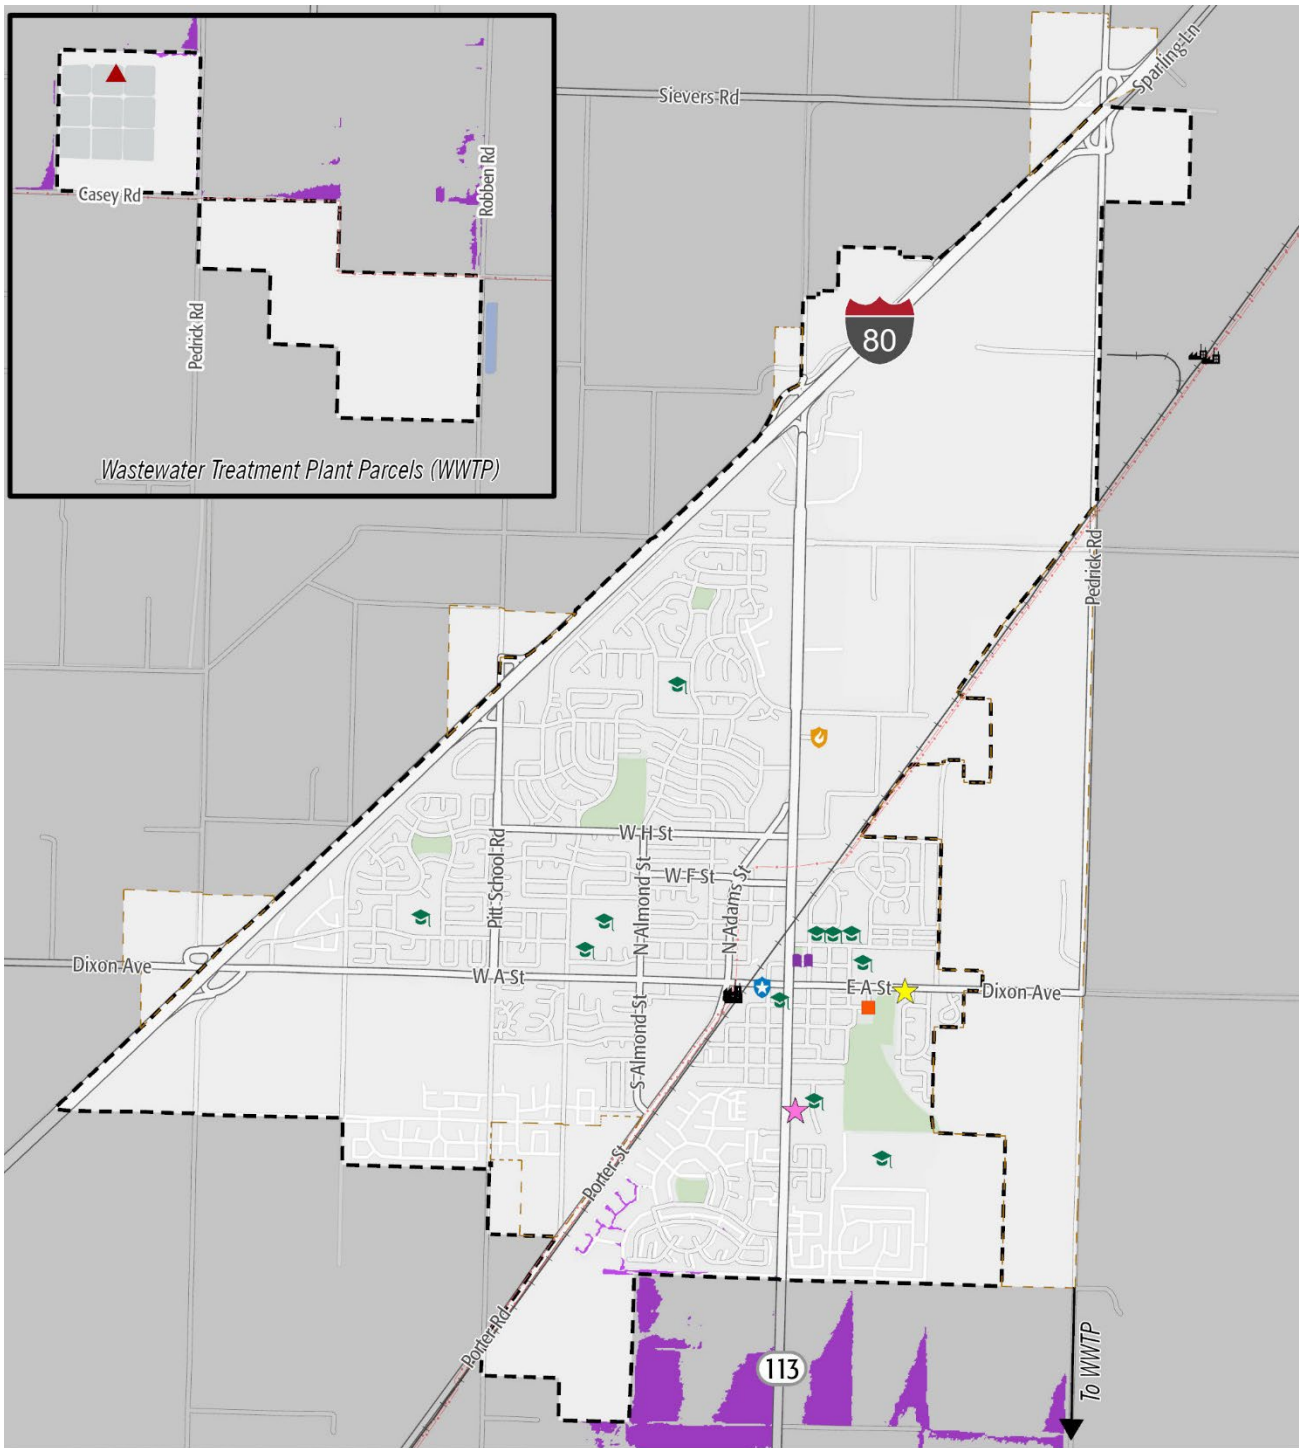 Sievers Rd
Sparling Ln
Robben Rd
Casey Rd
Pedrick Rd
Wastewater Treatment Plant Parcels (WWTP)
80
Pedrick Rd
W H St
Pitt School Rd
N Almond St
W F St
N Adams St
Dixon Ave
W A St
E A St
Dixon Ave
S Almond St
Porter St
Porter Rd
113
To WWTP